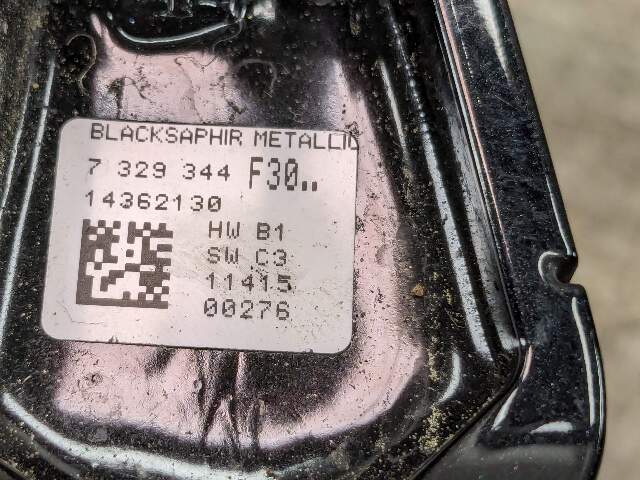 BLACKSAPHIR METALLIC
7 329 344 F30..
14362130
HW B1
SW C3
11415
00276